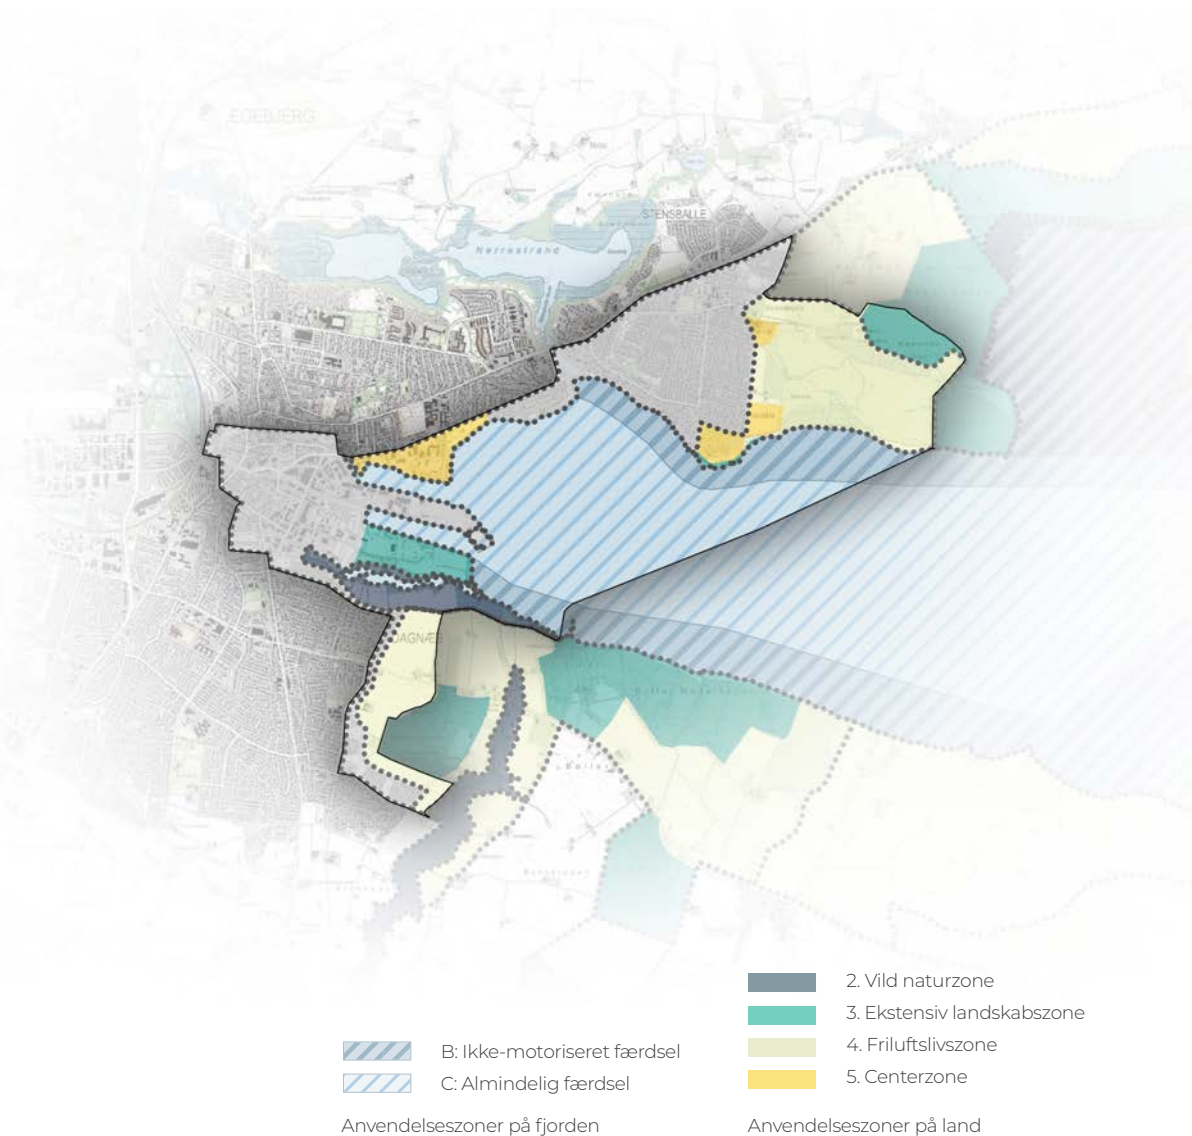 EGEBJERG
STENSBALLE
Nørrestrand
DAGNÆS
2. Vild naturzone
3. Ekstensiv landskabszone
B: Ikke-motoriseret færdsel
4. Friluftslivszone
C: Almindelig færdsel
5. Centerzone
Anvendelseszoner på fjorden
Anvendelseszoner på land